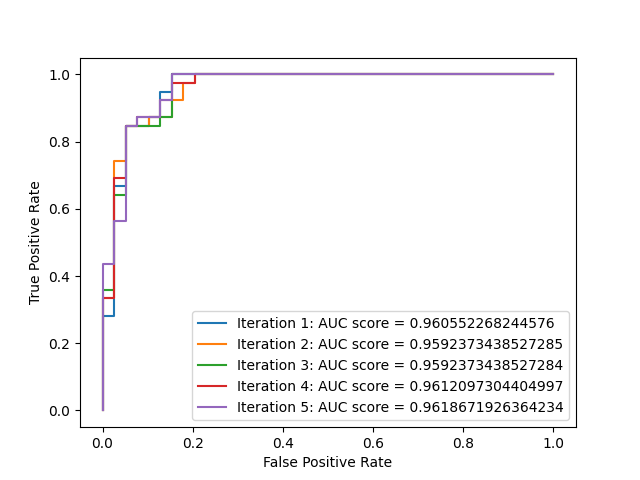 1.0
0.8
0.6
0.4
0.2
0.0
True Positive Rate
Iteration 1: AUC score = 0.960552268244576
Iteration 2: AUC score = 0.9592373438527285
Iteration 3: AUC score = 0.9592373438527284
Iteration 4: AUC score = 0.9612097304404997
Iteration 5: AUC score = 0.9618671926364234
0.0 0.2 0.4 0.6 0.8 1.0
False Positive Rate